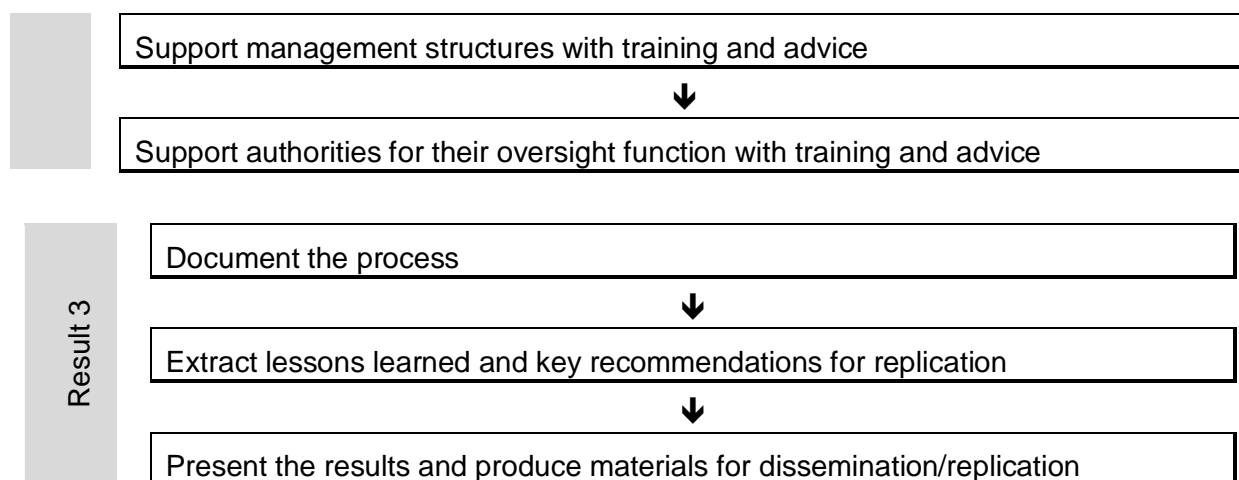 Support management structures with training and advice
Support authorities for their oversight function with training and advice
Result 3
Document the process
Extract lessons learned and key recommendations for replication
Present the results and produce materials for dissemination/replication